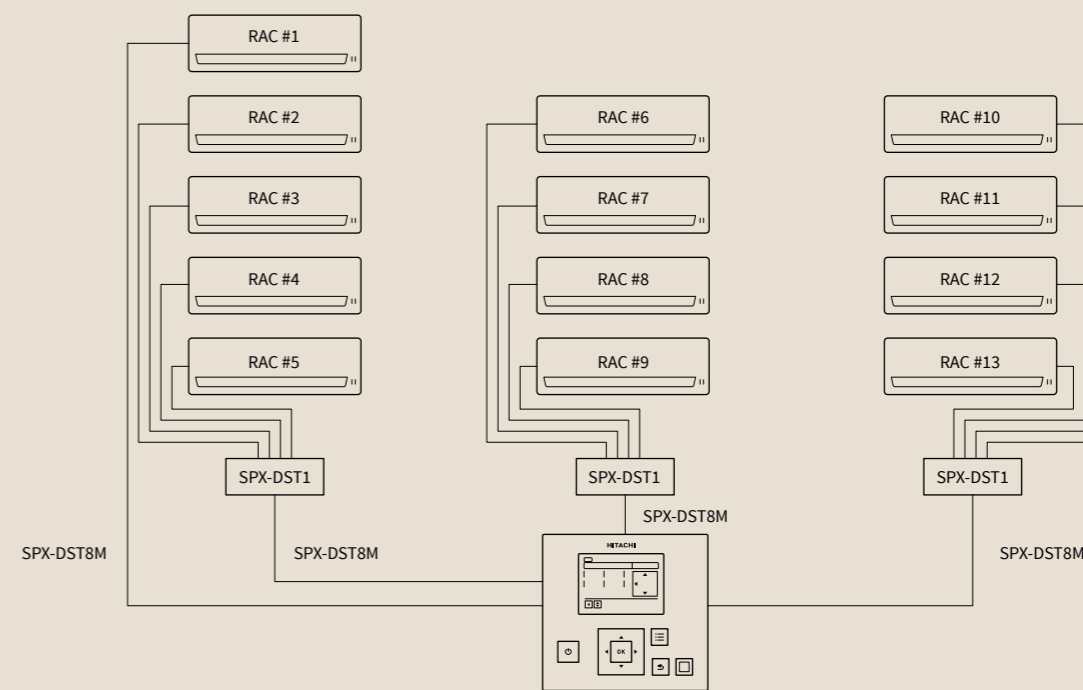 RAC #1
RAC #2
RAC #3
RAC #4
RAC #5
RAC #6
RAC #7
RAC #8
RAC #9
RAC #10
RAC #11
RAC #12
RAC #13
SPX-DST1
SPX-DST1
SPX-DST1
SPX-DST8M
SPX-DST8M
SPX-DST8M
SPX-DST8M
HITACHI
OK